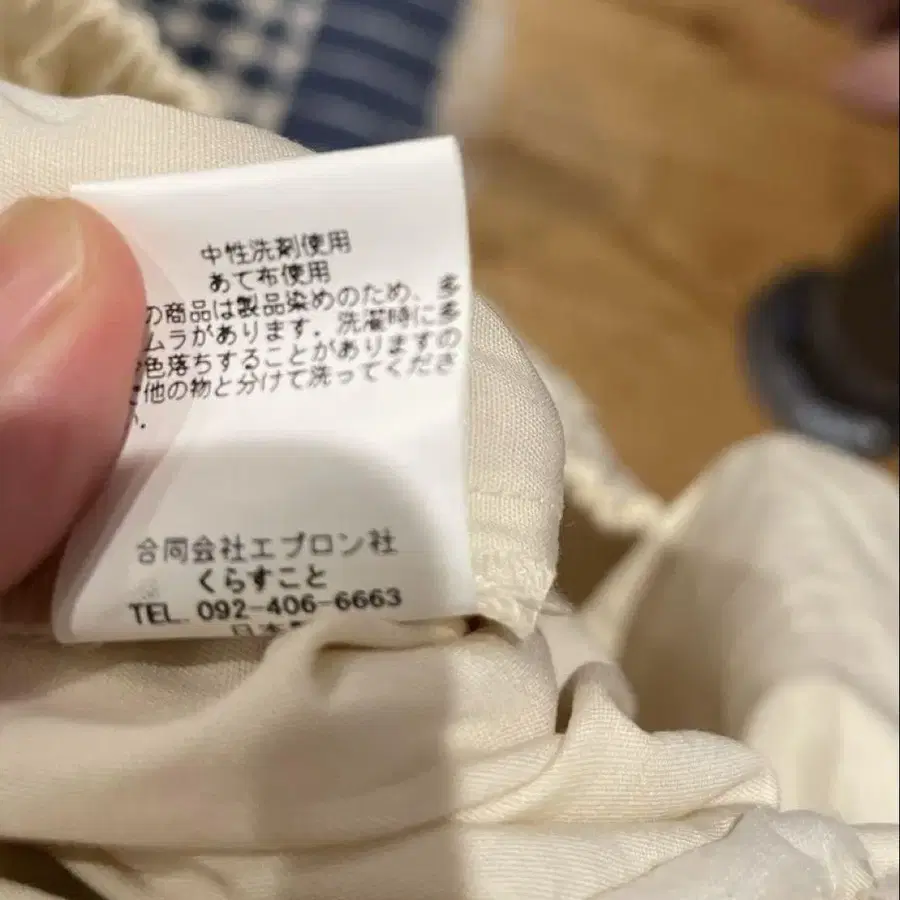 中性洗剤使用
あて布使用
の商品は製品染めのため、多
ムラがあります。洗濯時に多
色落ちすることがありますの
他の物と分けて洗ってくださ
い.
合同会社エプロン社
くらすこと
TEL. 092-406-6663
日本製